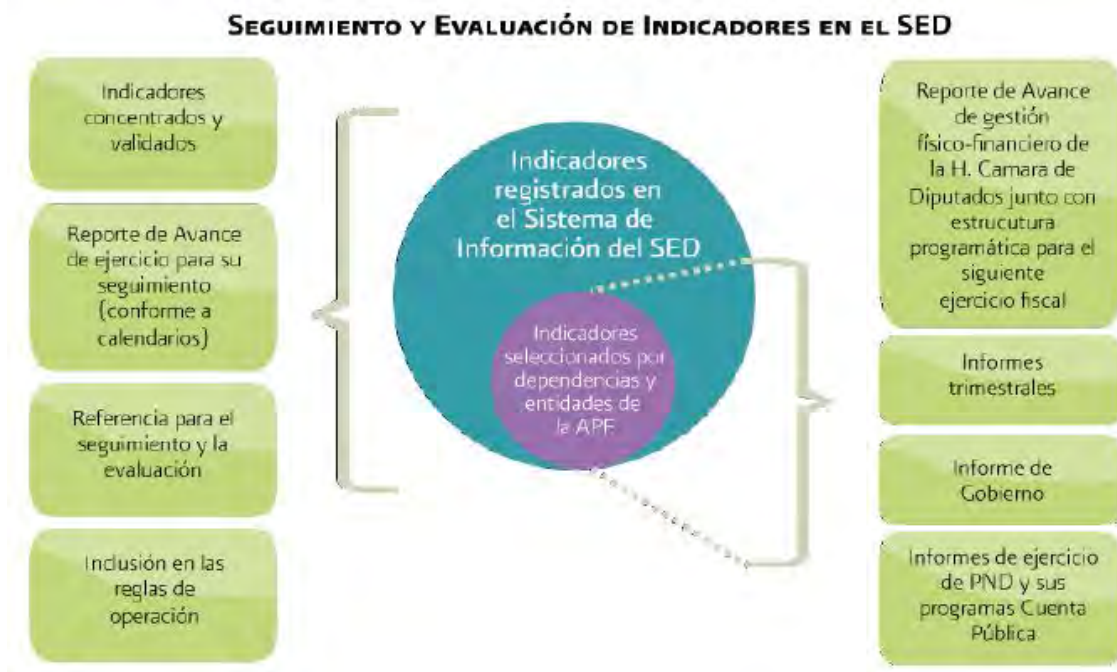 SEGUIMIENTO Y EVALUACIÓN DE INDICADORES EN EL SED
Indicadores
concentrados y
validados
Reporte de Avance
de ejercicio para su
seguimiento
(conforme a
calendarios)
Referencia para el
seguimiento y la
evaluación
Inclusión en las
reglas de
operación
Indicadores
registrados en
el Sistema de
Información del SED
Indicadores
seleccionados por
dependencias y
entidades de
la APF
Reporte de Avance
de gestión
físico-financiero de
la H. Camara de
Diputados junto con
estrucutura
programática para el
siguiente
ejercicio fiscal
Informes
trimestrales
Informe de
Gobierno
Informes de ejercicio
de PND y sus
programas Cuenta
Pública